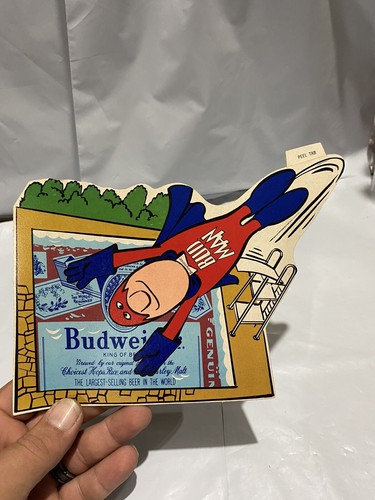 PEEL TAB
BUD
MAN
Budwei
KING OF B
GENUIN
Brewed by our original
the
Choicest Hops, Rice and
Barley Malt
THE LARGEST-SELLING BEER IN THE WORLD